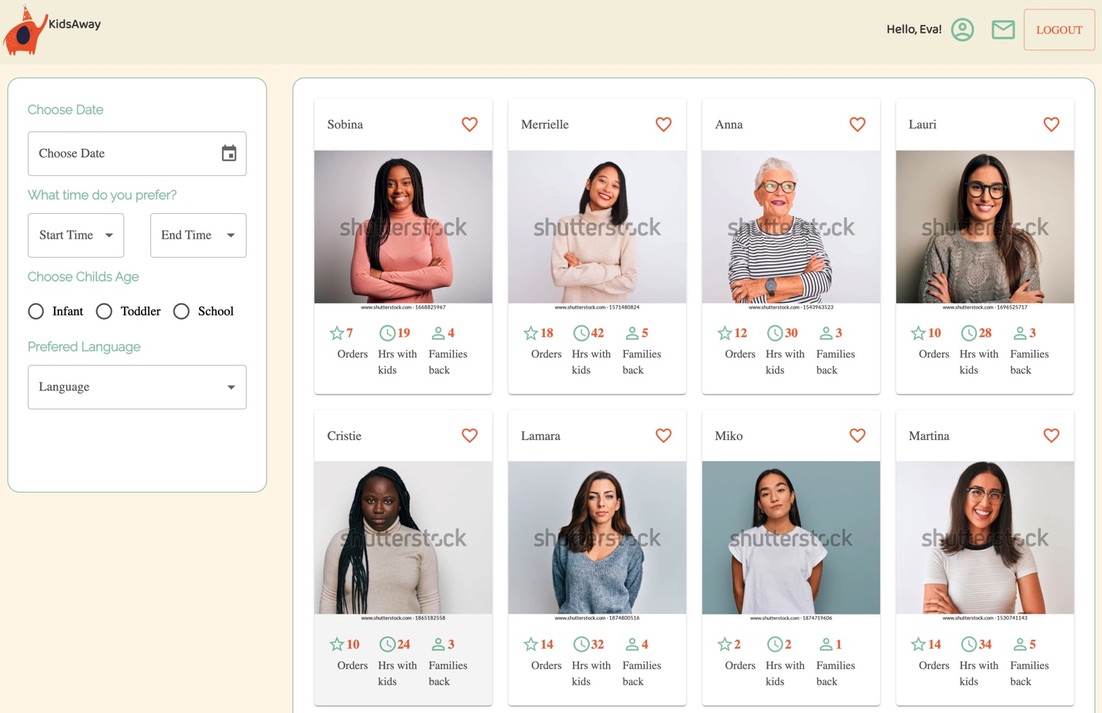 KidsAway
Hello, Eva!
LOGOUT
Choose Date
Choose Date
What time do you prefer?
Start Time
End Time
Choose Childs Age
Infant
Toddler
School
Prefered Language
Language
Sobina
shutterstock
www.shutterstock.com · 1668825967
7
19
4
Orders
Hrs with
kids
Families
back
Merrielle
shutterstock
www.shutterstock.com · 1571480824
18
42
5
Orders
Hrs with
kids
Families
back
Anna
shutterstock
www.shutterstock.com · 1543963523
12
30
3
Orders
Hrs with
kids
Families
back
Lauri
shutterstock
www.shutterstock.com · 1696525717
10
28
3
Orders
Hrs with
kids
Families
back
Cristie
shutterstock
www.shutterstock.com · 1865182558
10
24
3
Orders
Hrs with
kids
Families
back
Lamara
shutterstock
www.shutterstock.com · 1874800516
14
32
4
Orders
Hrs with
kids
Families
back
Miko
shutterstock
www.shutterstock.com · 1874719606
2
2
1
Orders
Hrs with
kids
Families
back
Martina
shutterstock
www.shutterstock.com · 1530741143
14
34
5
Orders
Hrs with
kids
Families
back